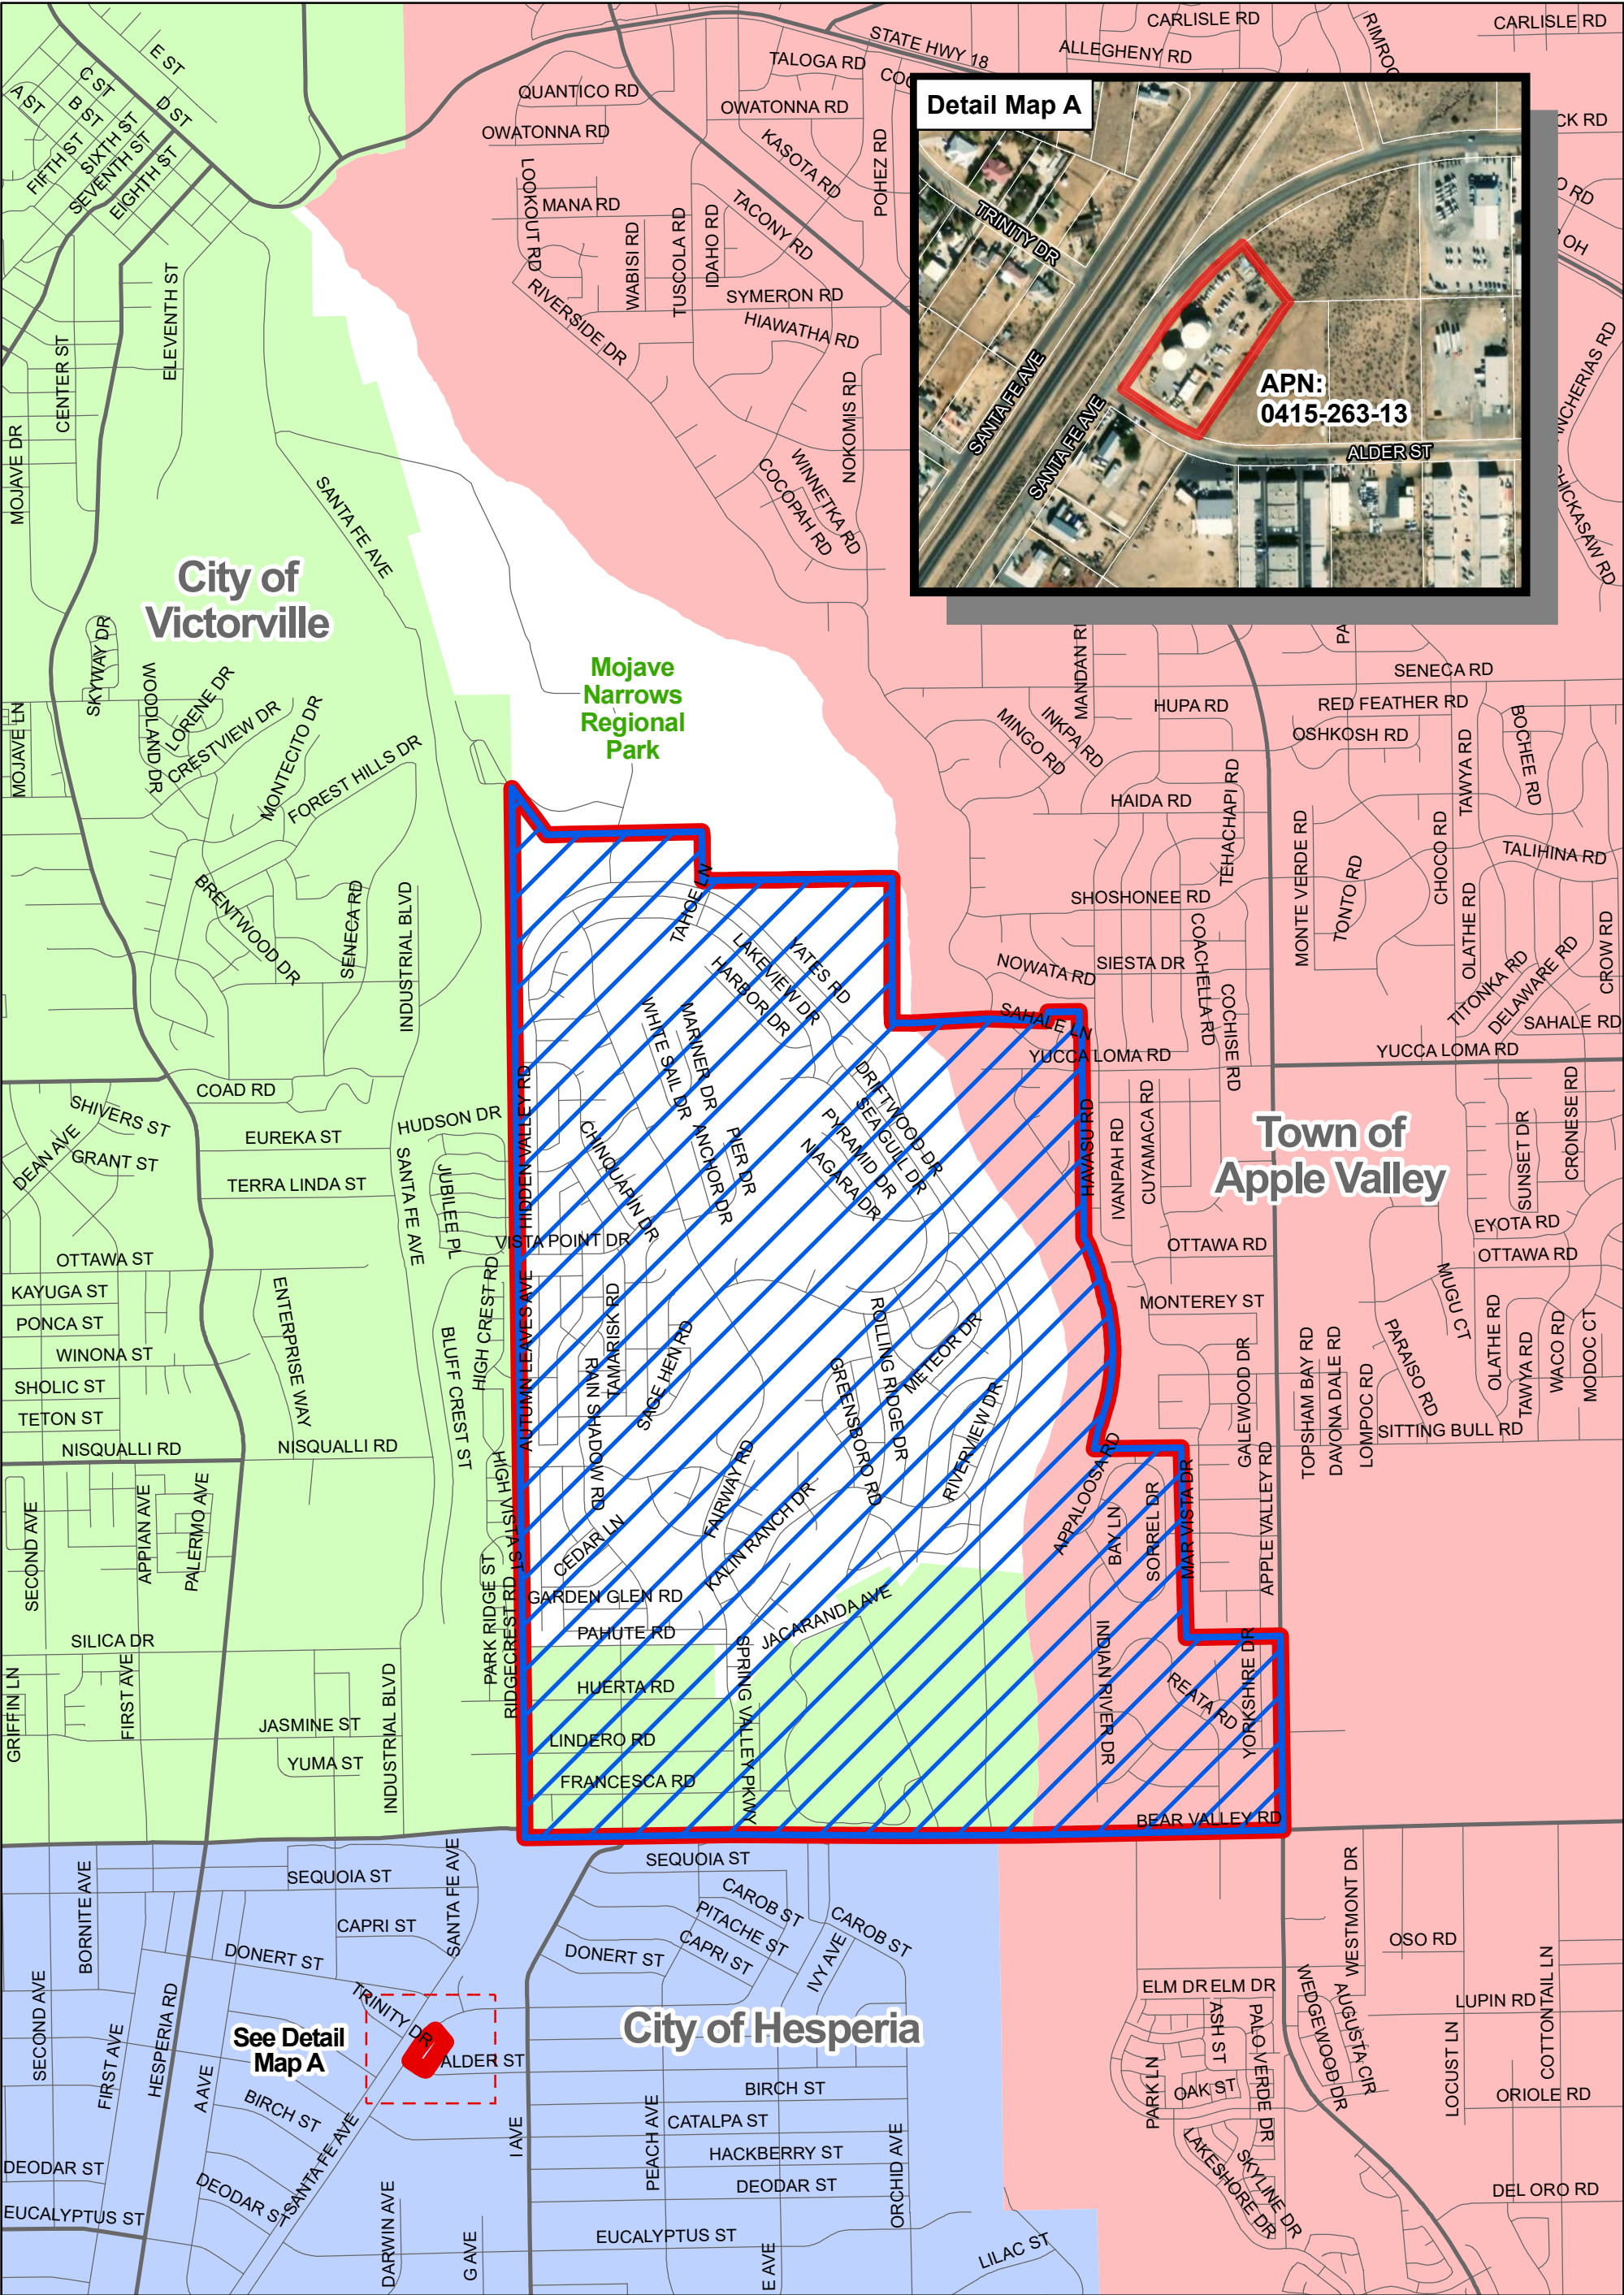 E ST
C ST
A ST
B ST
D ST
FIFTH ST
SIXTH ST
SEVENTH ST
EIGHTH ST
STATE HWY 18
CARLISLE RD
CARLISLE RD
ALLEGHENY RD
TALOGA RD
QUANTICO RD
OWATONNA RD
OWATONNA RD
KASOTA RD
POHEZ RD
LOOKOUT RD
MANA RD
WABISI RD
TUSCOLA RD
IDAHO RD
TACONY RD
SYMERON RD
RIVERSIDE DR
HIAWATHA RD
NOKOMIS RD
WINNETKA RD
COCOPAH RD
Detail Map A
TRINITY DR
SANTA FE AVE
SANTA FE AVE
APN:
0415-263-13
ALDER ST
CK RD
O RD
OH
CHICKASAW RD
CENTER ST
ELEVENTH ST
MOJAVE DR
SANTA FE AVE
City of
Victorville
Mojave
Narrows
Regional
Park
SKYWAY DR
WOODLAND DR
LORENE DR
CRESTVIEW DR
MONTECITO DR
FOREST HILLS DR
MOJAVE LN
BRENTWOOD DR
SENECA RD
INDUSTRIAL BLVD
PA
SENECA RD
HUPA RD
RED FEATHER RD
OSHKOSH RD
MINGO RD
INKPA RD
HAIDA RD
TEHACHAPI RD
TAWYA RD
BOCHEE RD
MONTE VERDE RD
TONTO RD
CHOCO RD
TALIHINA RD
SHOSHONEE RD
OLATHE RD
CROW RD
NOWATA RD
SIESTA DR
COACHELLA RD
COCHISE RD
TITONKA RD
DELAWARE RD
SAHALE LN
SAHALE RD
YUCCA LOMA RD
YUCCA LOMA RD
TAHOE LN
LAKEVIEW DR
YATES RD
HARBOR DR
WHITE SAIL DR
MARINER DR
DRIFTWOOD DR
SEA GULL DR
PYRAMID DR
NIAGARA DR
ANCHOR DR
PIER DR
CHINQUAPIN DR
HIDDEN VALLEY RD
VISTA POINT DR
COAD RD
SHIVERS ST
EUREKA ST
HUDSON DR
DEAN AVE
GRANT ST
TERRA LINDA ST
SANTA FE AVE
JUBILEE PL
OTTAWA ST
KAYUGA ST
PONCA ST
WINONA ST
SHOLIC ST
TETON ST
NISQUALLI RD
NISQUALLI RD
ENTERPRISE WAY
BLUFF CREST ST
HIGH CREST RD
AUTUMN LEAVES AVE
TAMARISK RD
RAIN SHADOW RD
SAGE HEN RD
ROLLING RIDGE DR
METEOR DR
GREENSBORO RD
RIVERVIEW DR
FAIRWAY RD
KALIN RANCH DR
CEDAR LN
GARDEN GLEN RD
PAHUTE RD
JACARANDA AVE
HUERTA RD
LINDERO RD
FRANCESCA RD
SPRING VALLEY PKWY
HIGH VISTA ST
PARK RIDGE ST
RIDGECREST RD
HAVASU RD
IVANPAH RD
CUYAMACA RD
Town of
Apple Valley
SUNSET DR
CRONESE RD
EYOTA RD
OTTAWA RD
OTTAWA RD
MUGU CT
MONTEREY ST
GALEWOOD DR
TOPSHAM BAY RD
DAVONA DALE RD
LOMPOC RD
PARAISO RD
OLATHE RD
TAWYA RD
WACO RD
MODOC CT
SITTING BULL RD
APPALOOSA RD
BAY LN
SORREL DR
MAR VISTA DR
APPLE VALLEY RD
INDIAN RIVER DR
REATA RD
YORKSHIRE DR
BEAR VALLEY RD
SECOND AVE
APPIAN AVE
PALERMO AVE
SILICA DR
GRIFFIN LN
FIRST AVE
JASMINE ST
YUMA ST
INDUSTRIAL BLVD
BORNITE AVE
SEQUOIA ST
SANTA FE AVE
SEQUOIA ST
CAPRI ST
DONERT ST
DONERT ST
CAROB ST
PITACHE ST
CAPRI ST
CAROB ST
IVY AVE
SECOND AVE
FIRST AVE
HESPERIA RD
A AVE
TRINITY DR
See Detail
Map A
ALDER ST
City of Hesperia
BIRCH ST
BIRCH ST
CATALPA ST
HACKBERRY ST
DEODAR ST
DEODAR ST
DEODAR ST
EUCALYPTUS ST
EUCALYPTUS ST
SANTA FE AVE
DARWIN AVE
G AVE
I AVE
PEACH AVE
E AVE
ORCHID AVE
LILAC ST
WESTMONT DR
OSO RD
ELM DR
ELM DR
ASH ST
PALO VERDE DR
WEDGEWOOD DR
AUGUSTA CIR
LUPIN RD
LOCUST LN
COTTONTAIL LN
PARK LN
OAK ST
ORIOLE RD
LAKESHORE DR
SKYLINE DR
DEL ORO RD